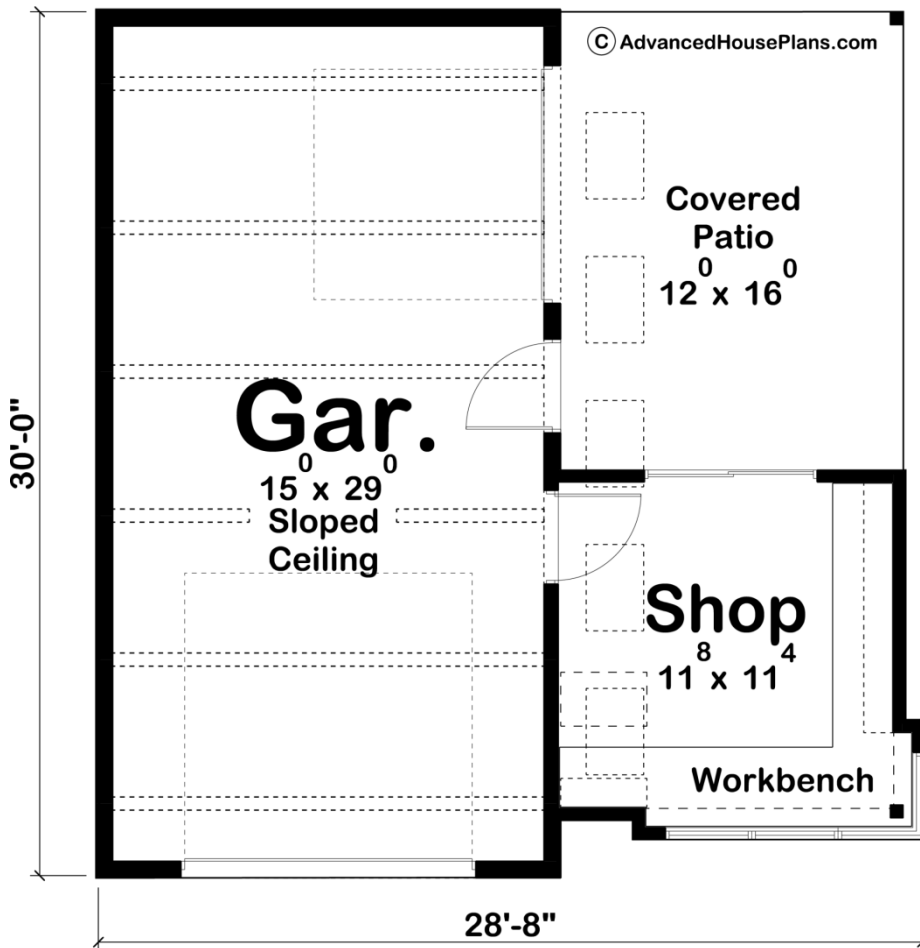 © AdvancedHousePlans.com
Covered
Patio
12⁰ x 16⁰
30'-0"
Gar.
15⁰ x 29⁰
Sloped
Ceiling
Shop
11⁸ x 11⁴
Workbench
28'-8"